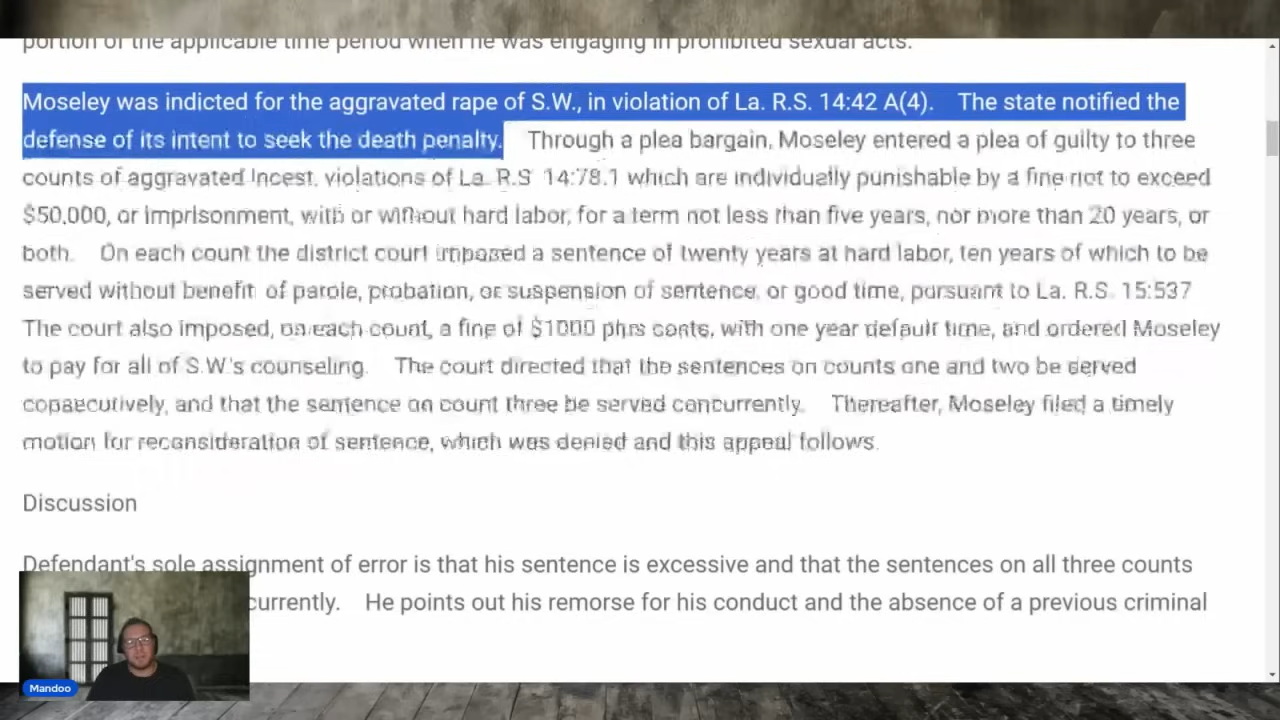 portion of the applicable time period when he was engaging in prohibited sexual acts.
Moseley was indicted for the aggravated rape of S.W., in violation of La. R.S. 14:42 A(4). The state notified the
defense of its intent to seek the death penalty. Through a plea bargain, Moseley entered a plea of guilty to three
counts of aggravated incest, violations of La. R.S. 14:78.1 which are individually punishable by a fine not to exceed
$50,000, or imprisonment, with or without hard labor, for a term not less than five years, nor more than 20 years, or
both. On each count the district court imposed a sentence of twenty years at hard labor, ten years of which to be
served without benefit of parole, probation, or suspension of sentence, or good time, pursuant to La. R.S. 15:537
The court also imposed, on each count, a fine of $1000 plus costs, with one year default time, and ordered Moseley
to pay for all of S.W.'s counseling. The court directed that the sentences on counts one and two be served
consecutively, and that the sentence on count three be served concurrently. Thereafter, Moseley filed a timely
motion for reconsideration of sentence, which was denied and this appeal follows.
Discussion
Defendant's sole assignment of error is that his sentence is excessive and that the sentences on all three counts
currently. He points out his remorse for his conduct and the absence of a previous criminal
Mandoo